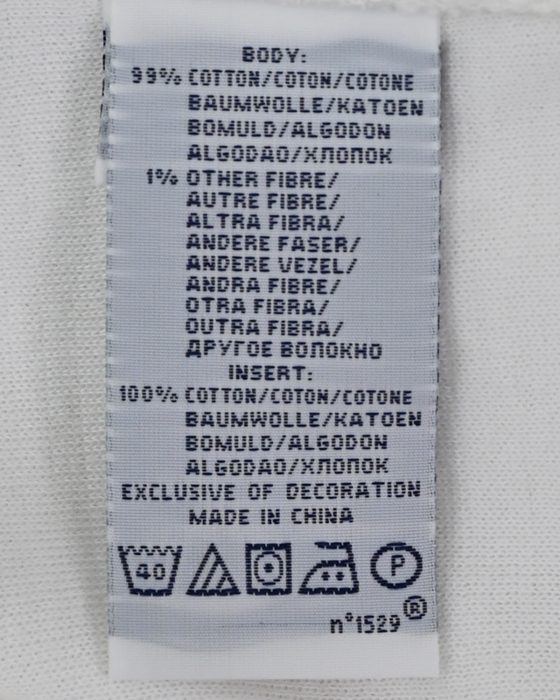 BODY:
99% COTTON/COTON/COTONE
BAUMWOLLE/KATOEN
BOMULD/ALGODON
ALGODAO/ХЛОПОК
1% OTHER FIBRE/
AUTRE FIBRE/
ALTRA FIBRA/
ANDERE FASER/
ANDERE VEZEL/
ANDRA FIBRE/
OTRA FIBRA/
OUTRA FIBRA/
ДРУГОЕ ВОЛОКНО
INSERT:
100% COTTON/COTON/COTONE
BAUMWOLLE/KATOEN
BOMULD/ALGODON
ALGODAO/ХЛОПОК
EXCLUSIVE OF DECORATION
MADE IN CHINA
40 P
n°1529®